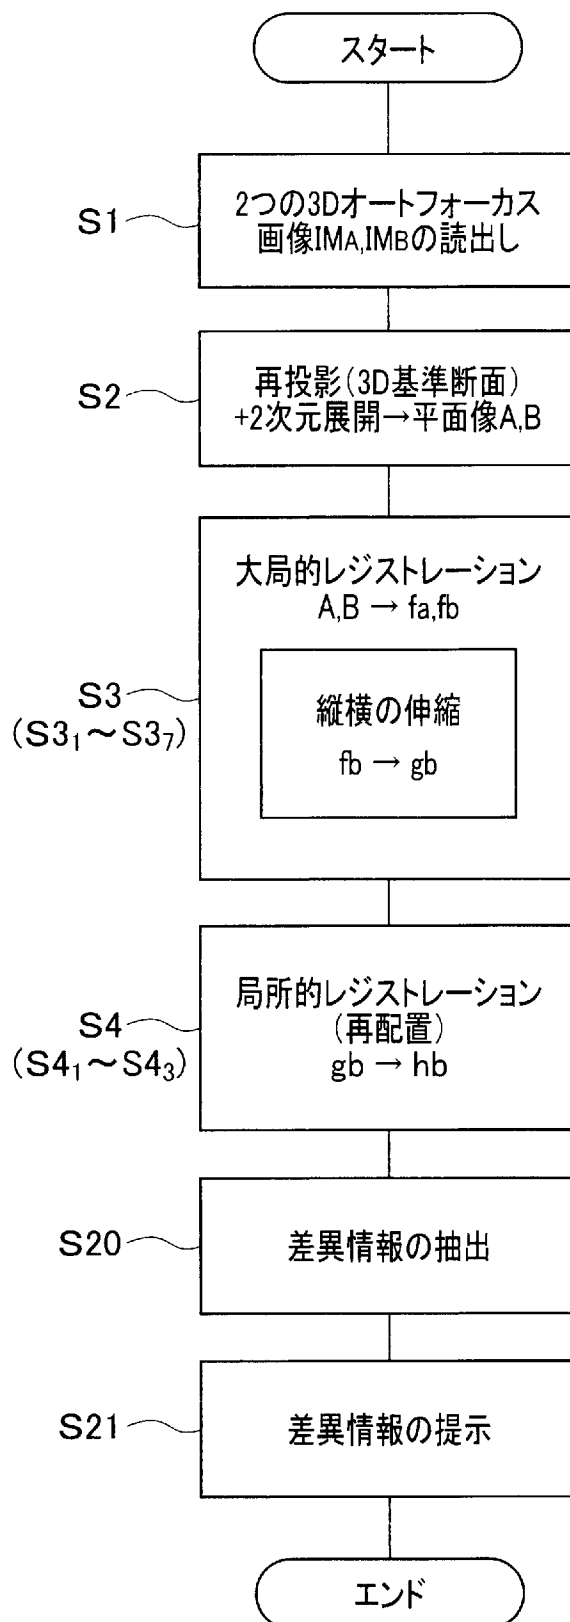 スタート
S1
2つの3Dオートフォーカス
画像IMA,IMBの読出し
S2
再投影(3D基準断面)
+2次元展開→平面像A,B
大局的レジストレーション
A,B → fa,fb
S3
(S3₁～S3₇)
縦横の伸縮
fb → gb
局所的レジストレーション
(再配置)
gb → hb
S4
(S4₁～S4₃)
S20
差異情報の抽出
S21
差異情報の提示
エンド